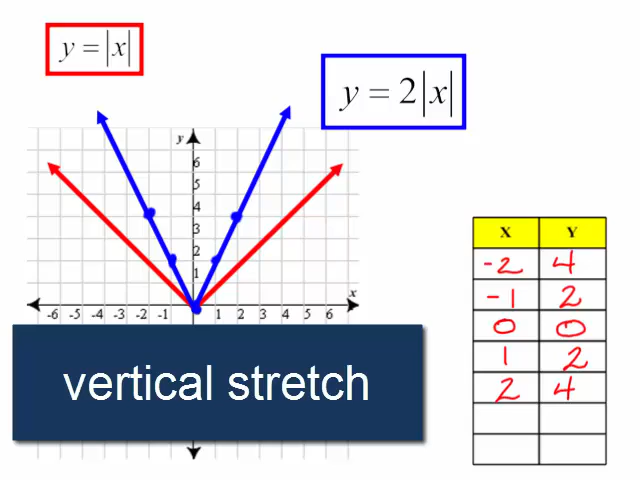 y = |x|
y = 2|x|
y
6
5
4
3
2
1
x
-6 -5 -4 -3 -2 -1 1 2 3 4 5 6
X Y
-2 4
-1 2
0 0
1 2
2 4
vertical stretch